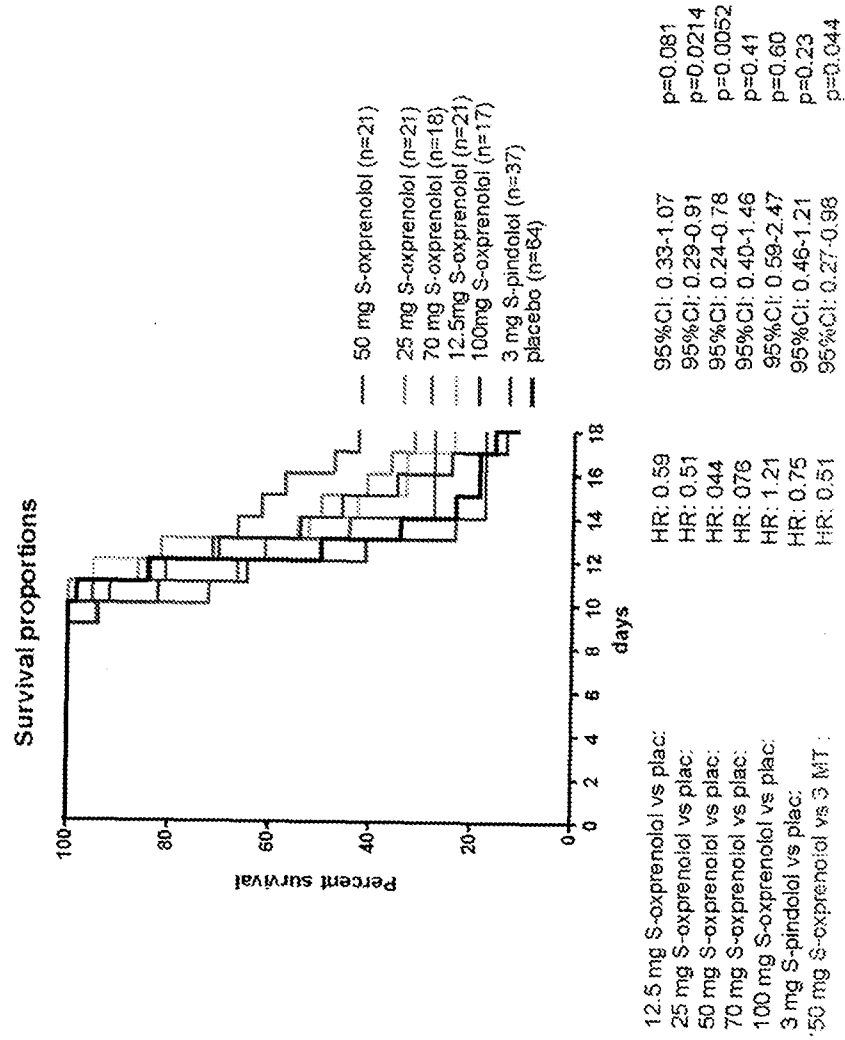 Survival proportions
Percent survival
100
80
60
40
20
0
0 2 4 6 8 10 12 14 16 18
days
50 mg S-oxprenolol (n=21)
25 mg S-oxprenolol (n=21)
70 mg S-oxprenolol (n=18)
12.5mg S-oxprenolol (n=21)
100mg S-oxprenolol (n=17)
3 mg S-pindolol (n=37)
placebo (n=64)
12.5 mg S-oxprenolol vs plac: HR: 0.59 95%CI: 0.33-1.07 p=0.081
25 mg S-oxprenolol vs plac: HR: 0.51 95%CI: 0.29-0.91 p=0.0214
50 mg S-oxprenolol vs plac: HR: 044 95%CI: 0.24-0.78 p=0.0052
70 mg S-oxprenolol vs plac: HR: 076 95%CI: 0.40-1.46 p=0.41
100 mg S-oxprenolol vs plac: HR: 1.21 95%CI: 0.59-2.47 p=0.60
3 mg S-pindolol vs plac: HR: 0.75 95%CI: 0.46-1.21 p=0.23
50 mg S-oxprenolol vs 3 MT : HR: 0.51 95%CI: 0.27-0.98 p=0.044